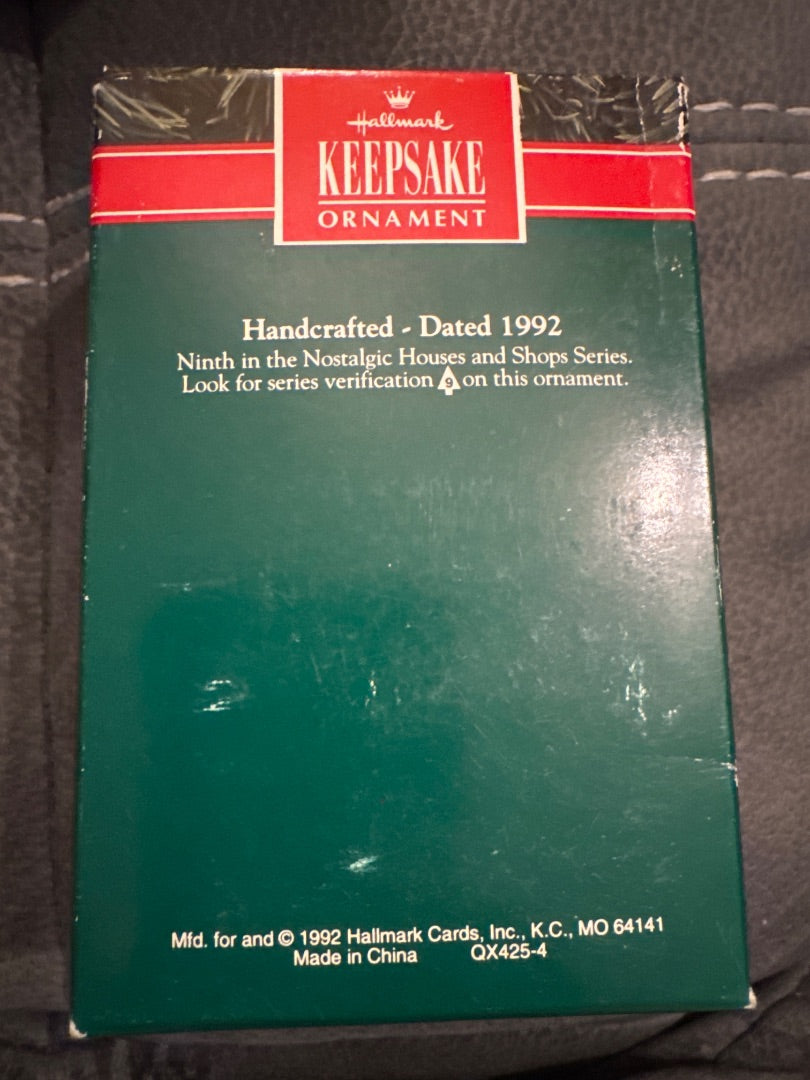 Hallmark
KEEPSAKE
ORNAMENT
Handcrafted - Dated 1992
Ninth in the Nostalgic Houses and Shops Series.
Look for series verification 9 on this ornament.
Mfd. for and © 1992 Hallmark Cards, Inc., K.C., MO 64141
Made in China QX425-4